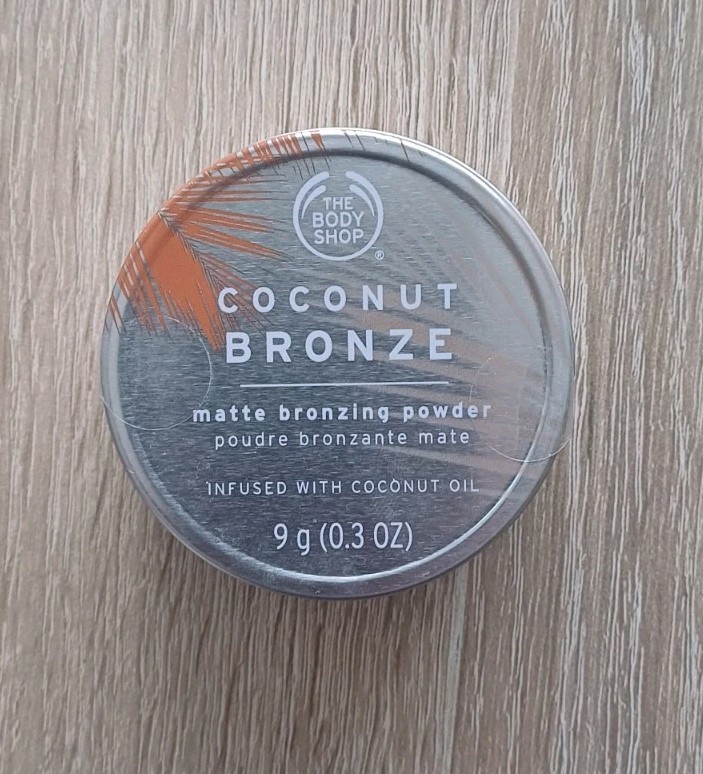 THE
BODY
SHOP
®
COCONUT
BRONZE
matte bronzing powder
poudre bronzante mate
INFUSED WITH COCONUT OIL
9 g (0.3 OZ)